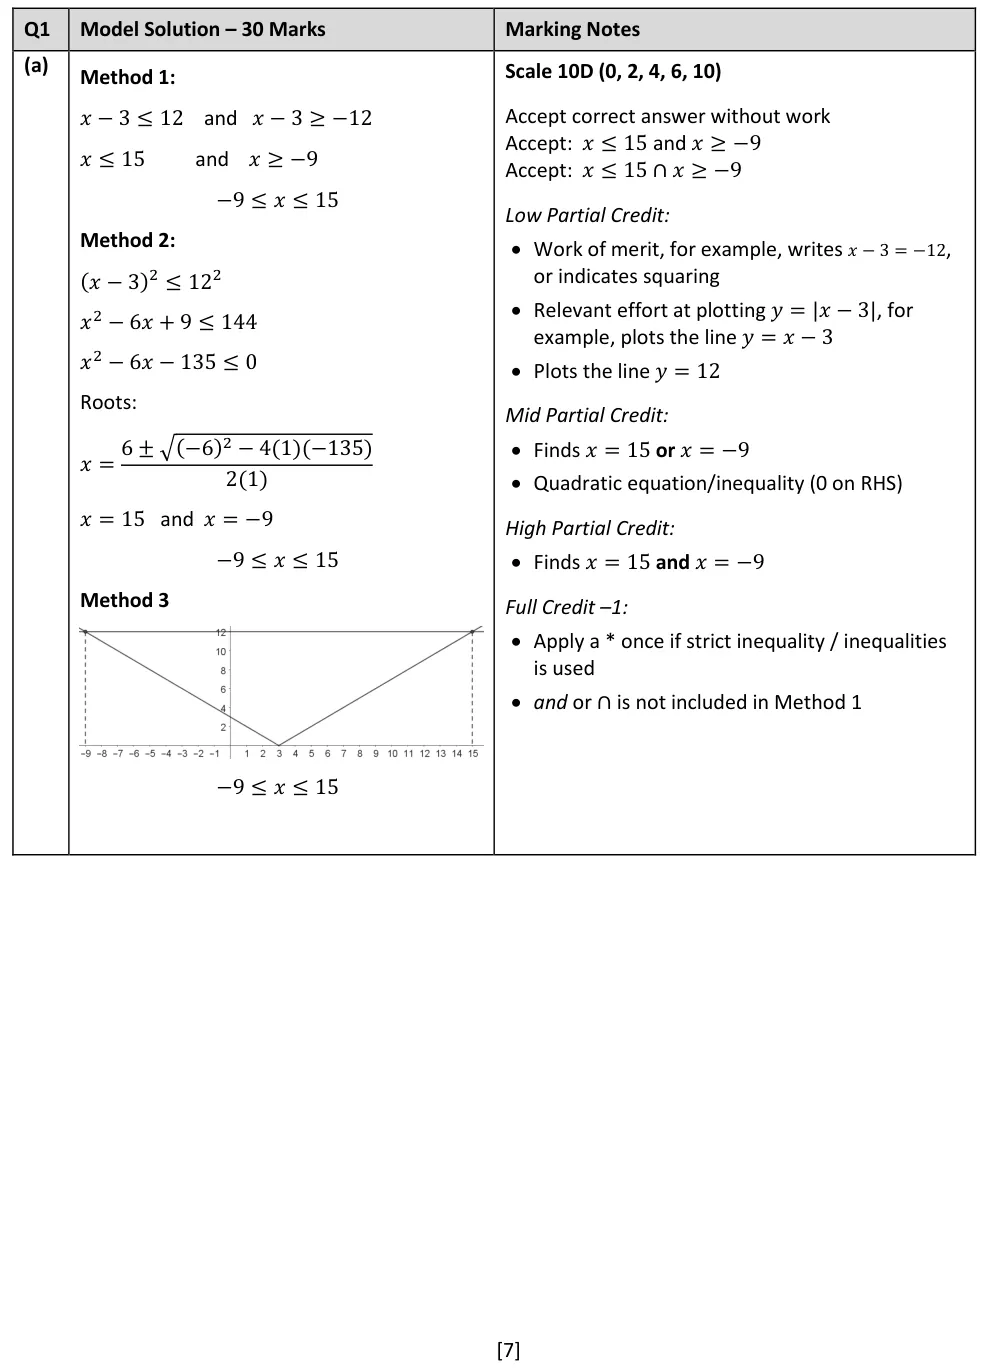 Q1 Model Solution – 30 Marks Marking Notes
(a)
Method 1:
x − 3 ≤ 12 and x − 3 ≥ −12
x ≤ 15 and x ≥ −9
−9 ≤ x ≤ 15
Method 2:
(x − 3)² ≤ 12²
x² − 6x + 9 ≤ 144
x² − 6x − 135 ≤ 0
Roots:
x = (6 ± √((−6)² − 4(1)(−135)))/(2(1))
x = 15 and x = −9
−9 ≤ x ≤ 15
Method 3
12
10
8
6
4
2
−9 −8 −7 −6 −5 −4 −3 −2 −1 1 2 3 4 5 6 7 8 9 10 11 12 13 14 15
−9 ≤ x ≤ 15
Scale 10D (0, 2, 4, 6, 10)
Accept correct answer without work
Accept: x ≤ 15 and x ≥ −9
Accept: x ≤ 15 ∩ x ≥ −9
Low Partial Credit:
• Work of merit, for example, writes x − 3 = −12,
or indicates squaring
• Relevant effort at plotting y = |x − 3|, for
example, plots the line y = x − 3
• Plots the line y = 12
Mid Partial Credit:
• Finds x = 15 or x = −9
• Quadratic equation/inequality (0 on RHS)
High Partial Credit:
• Finds x = 15 and x = −9
Full Credit –1:
• Apply a * once if strict inequality / inequalities
is used
• and or ∩ is not included in Method 1
[7]